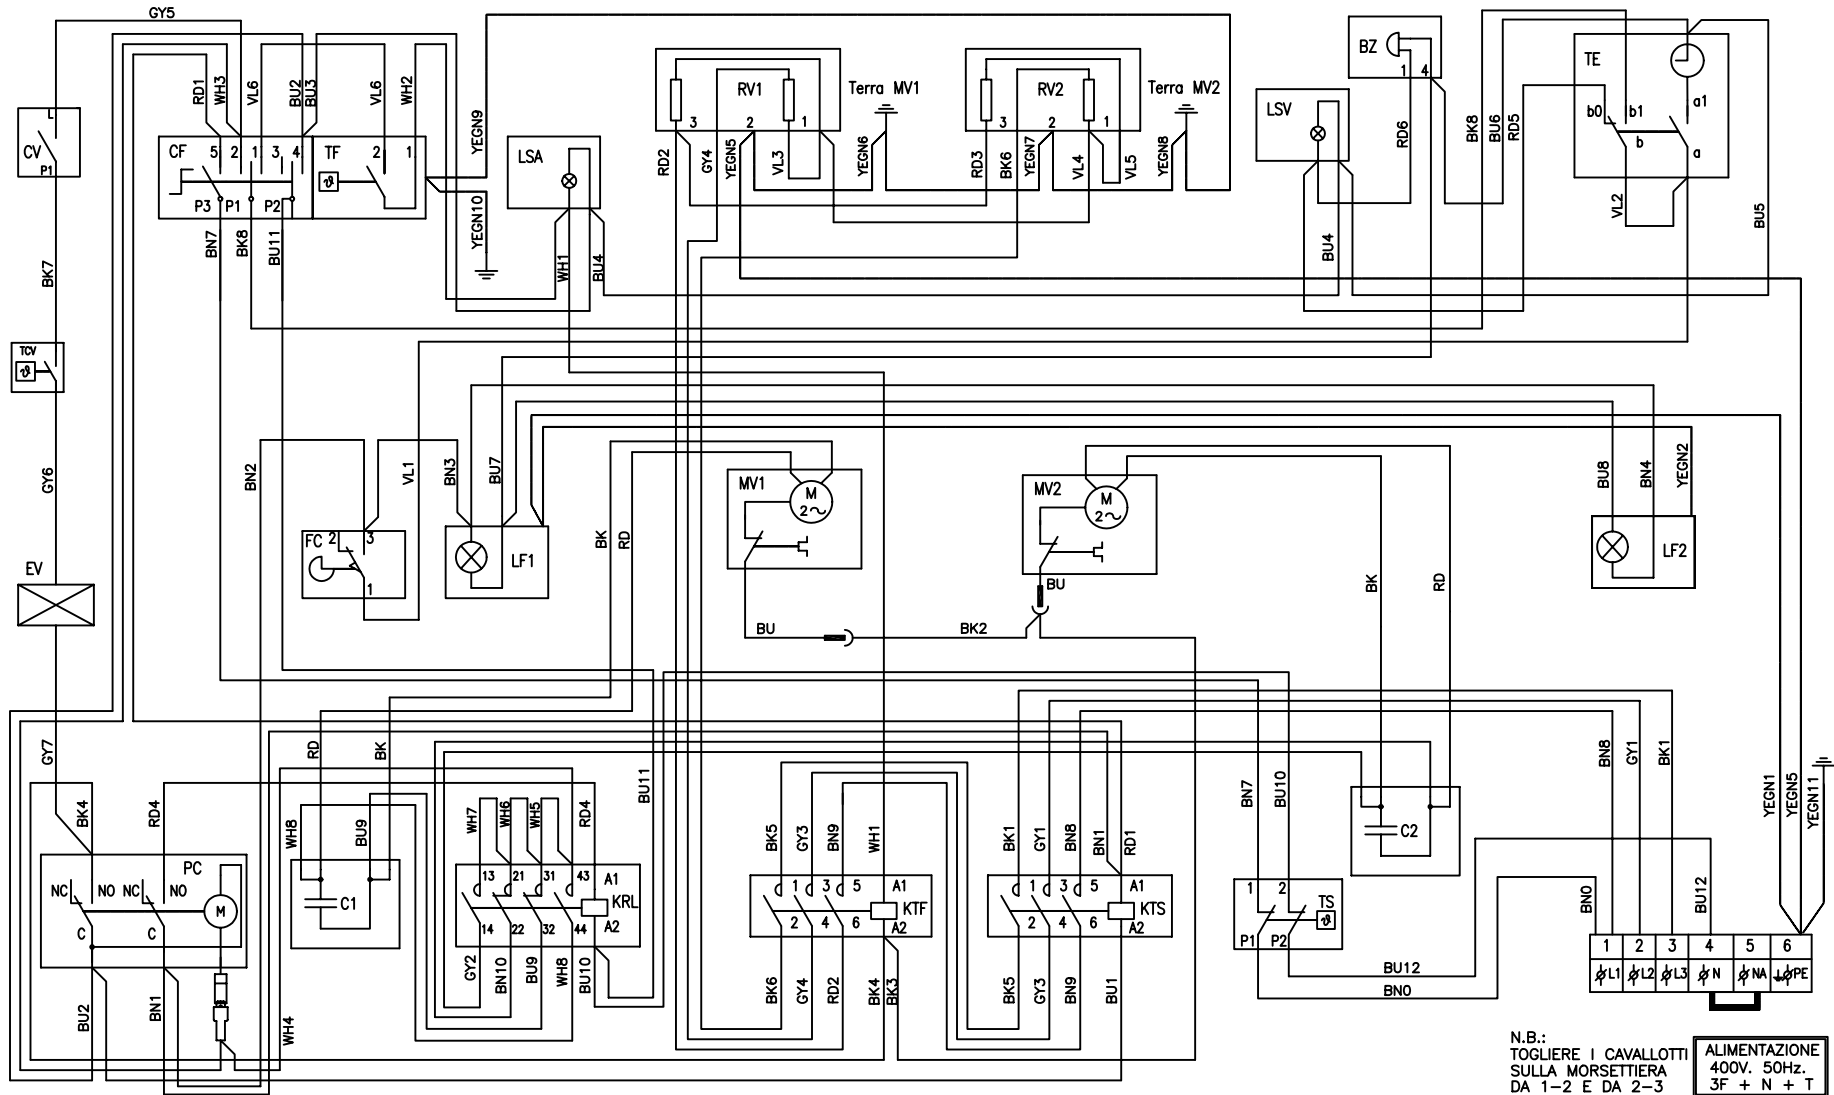 GY5
RD1 WH3 VL6 BU2 BU3 VL6 WH2
YEGN9
L
CV
P1
CF 5 2 1 3 4 TF 2 1
ϑ
P3 P1 P2
BN7 BK8 BU11
YEGN10
LSA
WH1 BU4
RV1
3 2 1
RD2 GY4 YEGN5 VL3
Terra MV1
YEGN6
RV2
3 2 1
RD3 BK6 YEGN7 VL4 VL5
Terra MV2
YEGN8
BZ
1 4
LSV
RD6
BU4
BK8 BU6 RD5
TE
b0 b1 a1
b a
VL2
BU5
BK7
TCV
ϑ
GY6
EV
GY7
BN2 VL1 BN3 BU7
FC 2 3
1
LF1
BK RD
MV1
M
2
BU
BK2
MV2
M
2
BU
BK RD
BU8 BN4 YEGN2
LF2
BK4 RD4
PC
NC NO NC NO
M
C C
BU2 BN1
WH4
RD BK
WH8 BU9
C1
WH7 WH6 WH5 RD4
BU11
13 21 31 43 A1
KRL
14 22 32 44 A2
GY2 BN10 BU9 WH8 BU10
BK5 GY3 BN9 WH1
1 3 5 A1
KTF
2 4 6 A2
BK6 GY4 RD2 BK4 BK3
BK1 GY1 BN8 BN1 RD1
1 3 5 A1
KTS
2 4 6 A2
BK5 GY3 BN9 BU1
BN7 BU10
1 2
TS
ϑ
P1 P2
C2
BU12
BN0
BN8 GY1 BK1
BN0 BU12
YEGN1 YEGN5 YEGN11
1 2 3 4 5 6
L1 L2 L3 N NA PE
N.B.:
TOGLIERE I CAVALLOTTI
SULLA MORSETTIERA
DA 1-2 E DA 2-3
ALIMENTAZIONE
400V. 50Hz.
3F + N + T